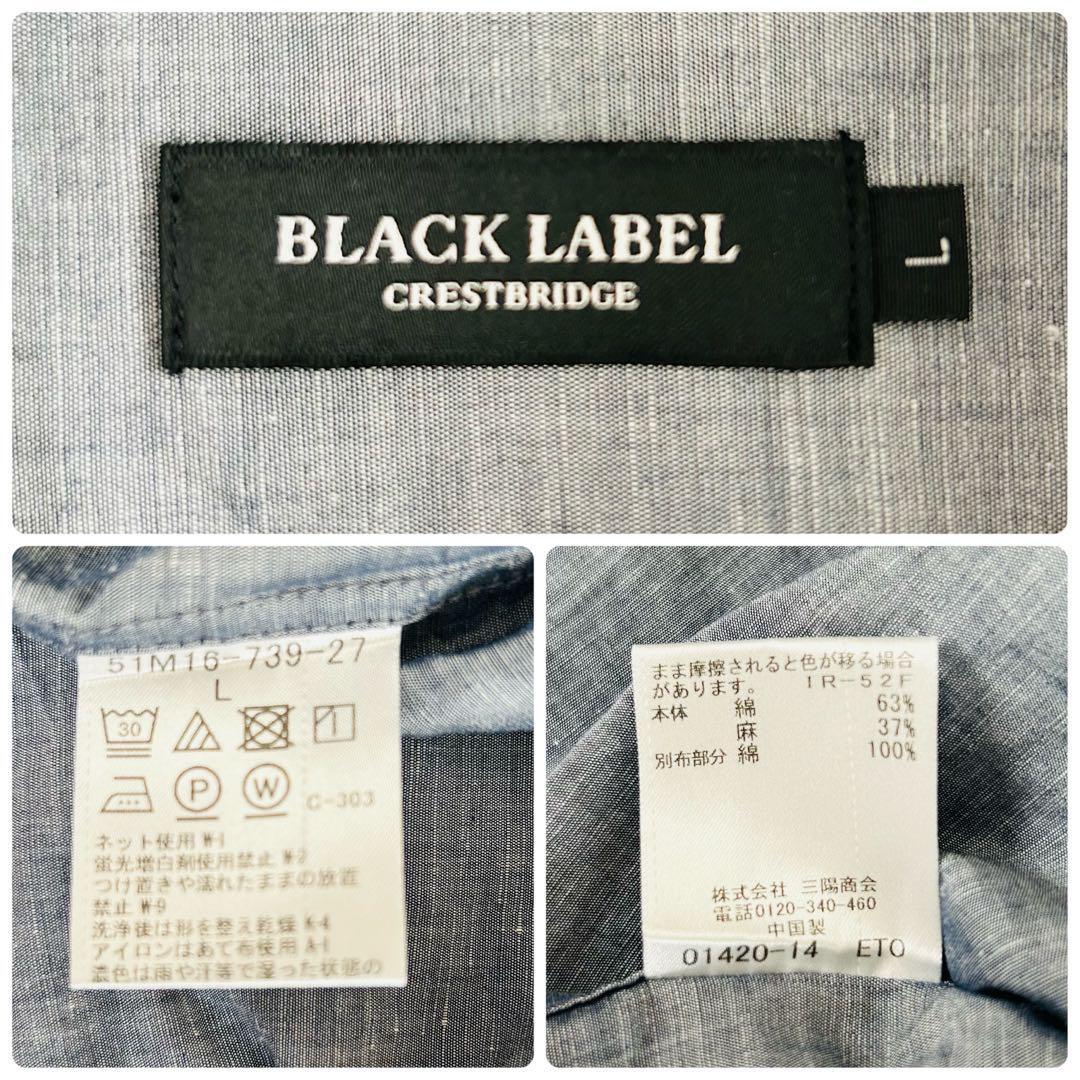 BLACK LABEL
CRESTBRIDGE
L
51M16-739-27
L
30
P W C-303
ネット使用 W-1
蛍光増白剤使用禁止 W-2
つけ置きや濡れたままの放置
禁止 W-9
洗浄後は形を整え乾燥 K-4
アイロンはあて布使用 A-1
濃色は雨や汗等で湿った状態の
まま摩擦されると色が移る場合
があります。 IR-52F
本体 綿 63%
麻 37%
別布部分 綿 100%
株式会社 三陽商会
電話0120-340-460
中国製
01420-14 ETO